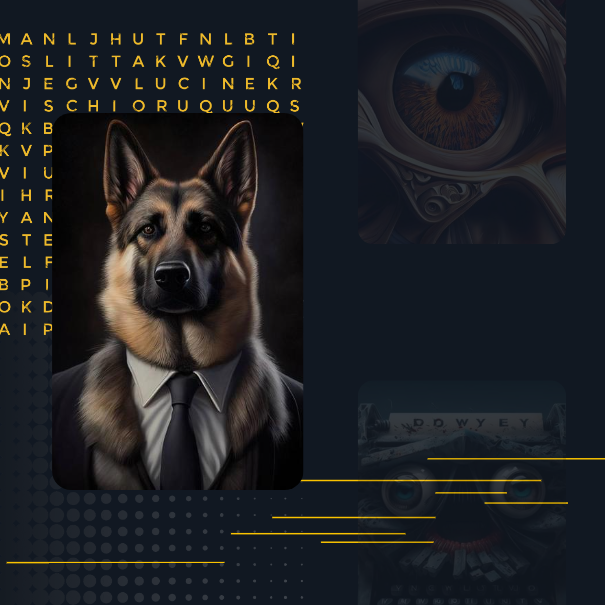 M A N L J H U T F N L B T I
O S L I T T A K V W G I Q I
N J E G V V L U C I N E K R
V I S C H I O R U Q U U Q S
Q K B
K V P
V I U
I H R
Y A N
S T E
E L F
B P I
O K D
A I P
D O W Y E Y